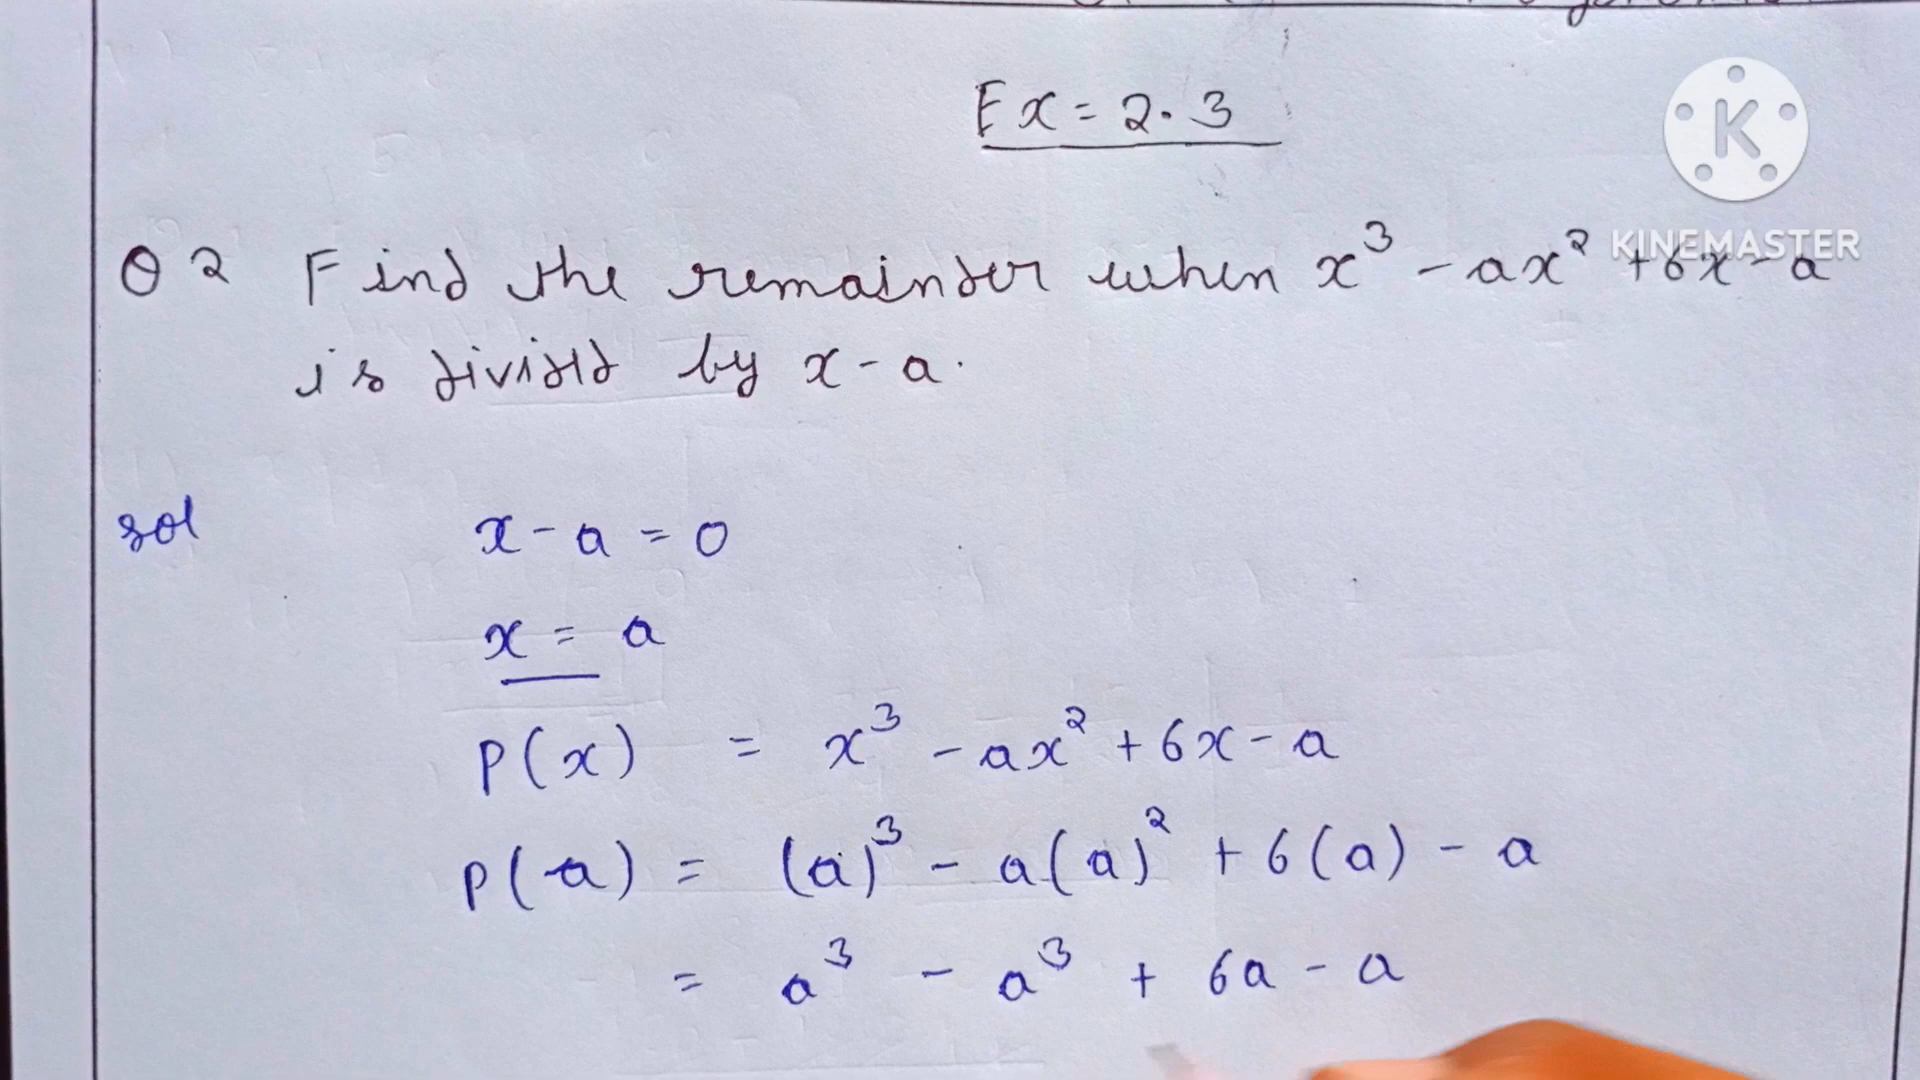 Ex = 2.3
K
KINEMASTER
Q 2 Find the remainder when x³ - ax² + 6x - a
is divided by x - a.
sol x - a = 0
x = a
p(x) = x³ - ax² + 6x - a
p(a) = (a)³ - a(a)² + 6(a) - a
= a³ - a³ + 6a - a